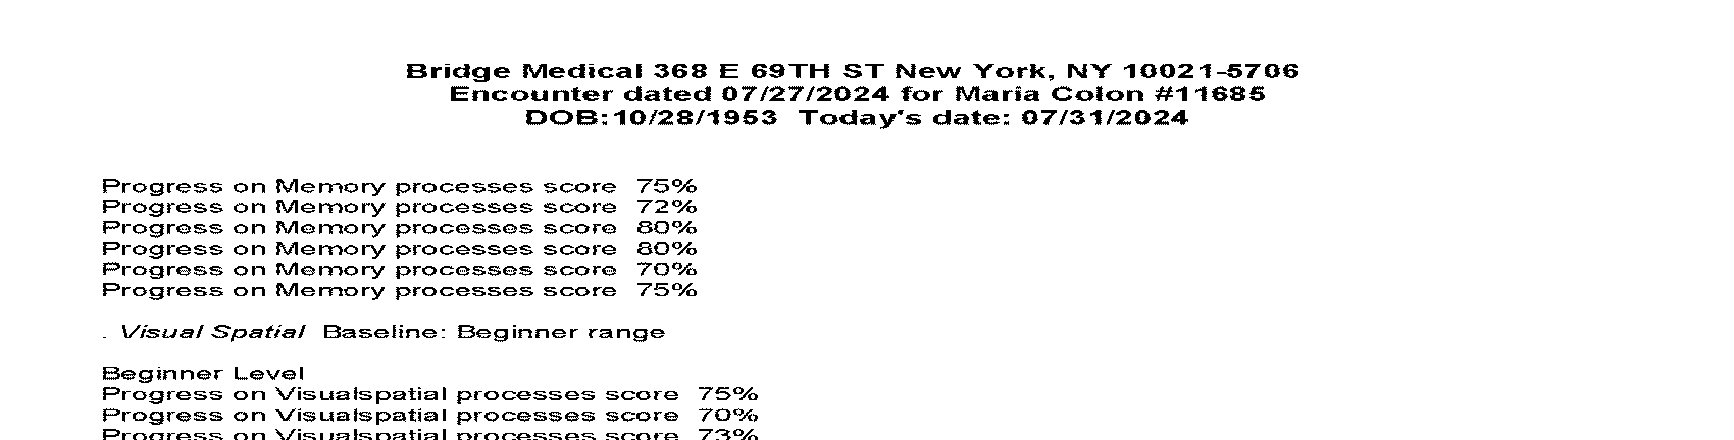 Bridge Medical 368 E 69TH ST New York, NY 10021-5706
Encounter dated 07/27/2024 for Maria Colon #11685
DOB:10/28/1953 Today's date: 07/31/2024
Progress on Memory processes score 75%
Progress on Memory processes score 72%
Progress on Memory processes score 80%
Progress on Memory processes score 80%
Progress on Memory processes score 70%
Progress on Memory processes score 75%
. Visual Spatial Baseline: Beginner range
Beginner Level
Progress on Visualspatial processes score 75%
Progress on Visualspatial processes score 70%
Progress on Visualspatial processes score 73%